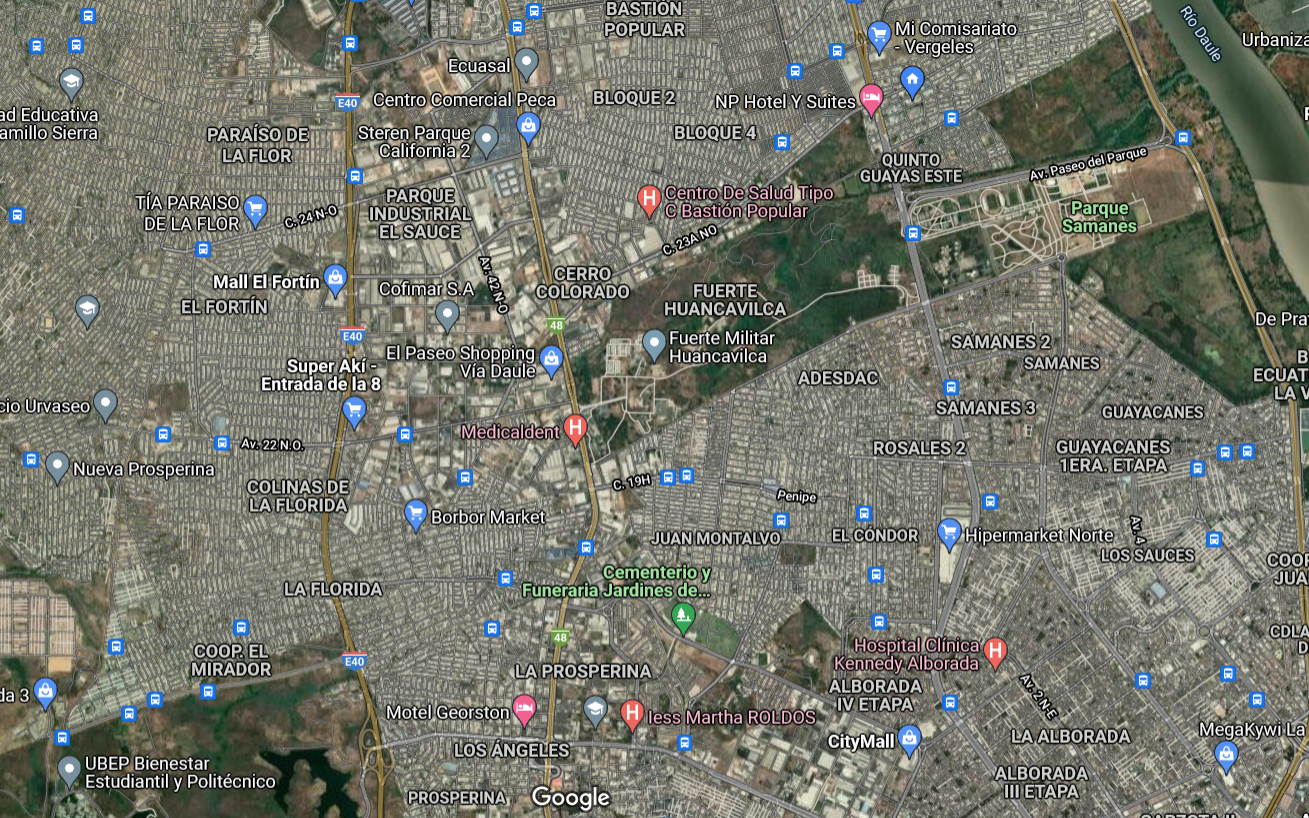 BASTIÓN
POPULAR
Río Daule
Mi Comisariato
- Vergeles
Urbaniza
Ecuasal
ad Educativa
amillo Sierra
E40
Centro Comercial Peca
BLOQUE 2
NP Hotel Y Suites
PARAÍSO DE
LA FLOR
Steren Parque
California 2
BLOQUE 4
QUINTO
GUAYAS ESTE
Av. Paseo del Parque
TÍA PARAISO
DE LA FLOR
C. 24 N-O
PARQUE
INDUSTRIAL
EL SAUCE
Centro De Salud Tipo
C Bastión Popular
C. 23A NO
Parque
Samanes
Mall El Fortín
EL FORTÍN
Cofimar S.A
Av. 42 N-O
CERRO
COLORADO
FUERTE
HUANCAVILCA
De Pra
E40
48
Fuerte Militar
Huancavilca
El Paseo Shopping
Vía Daule
Super Akí -
Entrada de la 8
ADESDAC
SAMANES 2
SAMANES
ECUAT
LA V
SAMANES 3
GUAYACANES
cio Urvaseo
Av. 22 N.O.
Medicaldent
ROSALES 2
GUAYACANES
1ERA. ETAPA
Nueva Prosperina
COLINAS DE
LA FLORIDA
C. 19H
Penipe
Borbor Market
JUAN MONTALVO
EL CÓNDOR
Hipermarket Norte
Av. 4
LOS SAUCES
COOP
JUA
LA FLORIDA
Cementerio y
Funeraria Jardines de...
48
COOP. EL
MIRADOR
E40
LA PROSPERINA
Hospital Clínica
Kennedy Alborada
CDLA
ALBORADA
IV ETAPA
Av. 2 N-E
da 3
Motel Georston
Iess Martha ROLDOS
CityMall
LA ALBORADA
MegaKywi La
LOS ÁNGELES
UBEP Bienestar
Estudiantil y Politécnico
PROSPERINA
Google
ALBORADA
III ETAPA